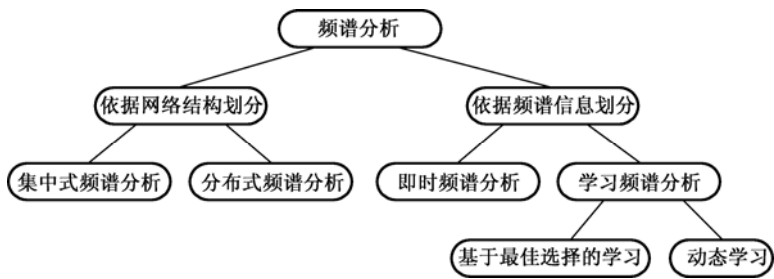 频谱分析
依据网络结构划分
依据频谱信息划分
集中式频谱分析
分布式频谱分析
即时频谱分析
学习频谱分析
基于最佳选择的学习
动态学习